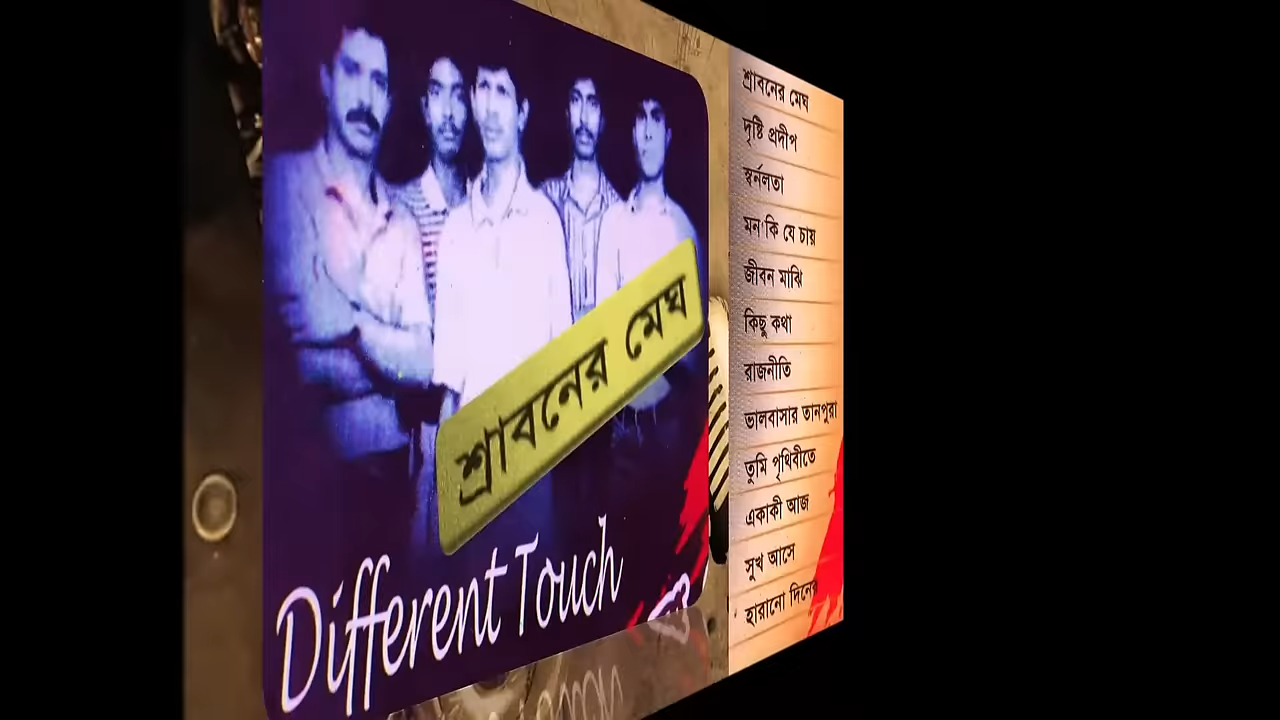 শ্রাবনের মেঘ
Different Touch
শ্রাবনের মেঘ
দৃষ্টি প্রদীপ
স্বর্নলতা
মন কি যে চায়
জীবন মাঝি
কিছু কথা
রাজনীতি
ভালবাসার তানপুরা
তুমি পৃথিবীতে
একাকী আজ
সুখ আসে
হারানো দিনের